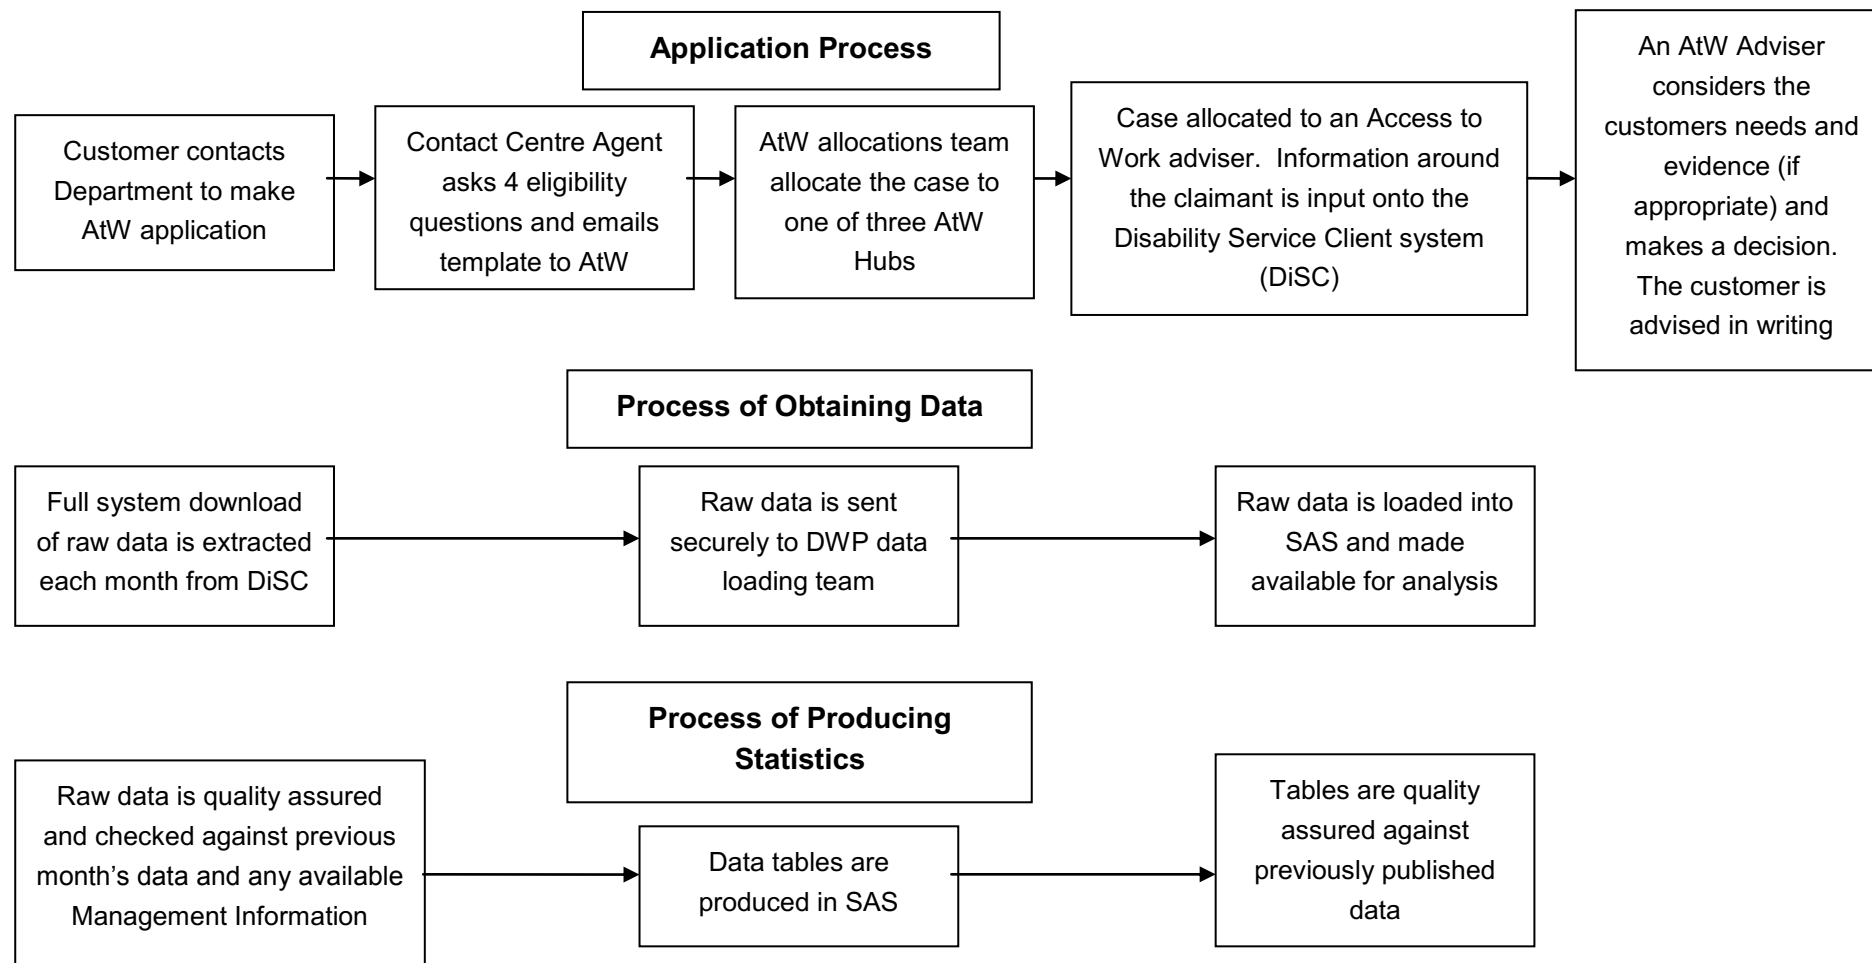 Application Process
Customer contacts
Department to make
AtW application
Contact Centre Agent
asks 4 eligibility
questions and emails
template to AtW
AtW allocations team
allocate the case to
one of three AtW
Hubs
Case allocated to an Access to
Work adviser.  Information around
the claimant is input onto the
Disability Service Client system
(DiSC)
An AtW Adviser
considers the
customers needs and
evidence (if
appropriate) and
makes a decision.
The customer is
advised in writing
Process of Obtaining Data
Full system download
of raw data is extracted
each month from DiSC
Raw data is sent
securely to DWP data
loading team
Raw data is loaded into
SAS and made
available for analysis
Process of Producing
Statistics
Raw data is quality assured
and checked against previous
month’s data and any available
Management Information
Data tables are
produced in SAS
Tables are quality
assured against
previously published
data